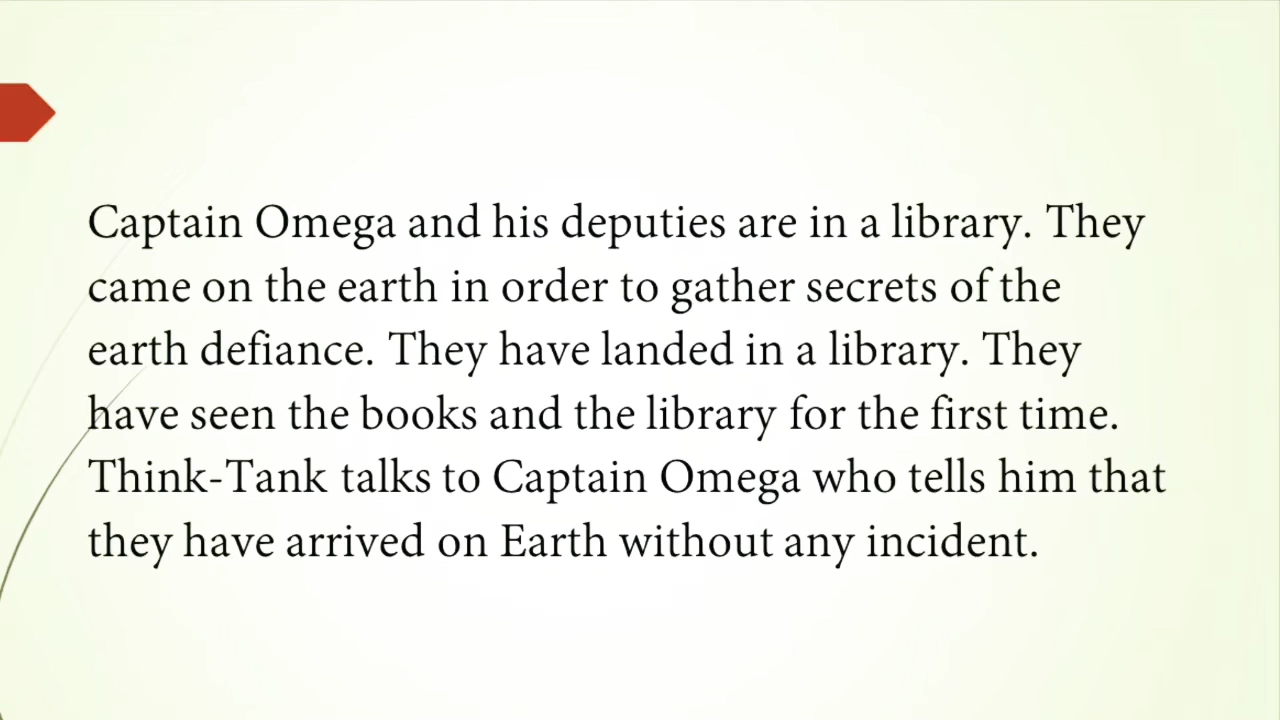 Captain Omega and his deputies are in a library. They
came on the earth in order to gather secrets of the
earth defiance. They have landed in a library. They
have seen the books and the library for the first time.
Think-Tank talks to Captain Omega who tells him that
they have arrived on Earth without any incident.